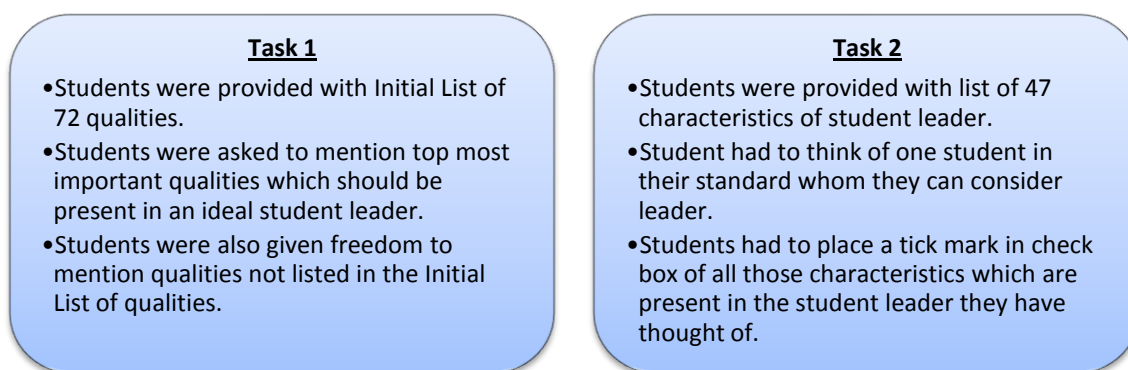 Task 1
•Students were provided with Initial List of
72 qualities.
•Students were asked to mention top most
important qualities which should be
present in an ideal student leader.
•Students were also given freedom to
mention qualities not listed in the Initial
List of qualities.
Task 2
•Students were provided with list of 47
characteristics of student leader.
•Student had to think of one student in
their standard whom they can consider
leader.
•Students had to place a tick mark in check
box of all those characteristics which are
present in the student leader they have
thought of.